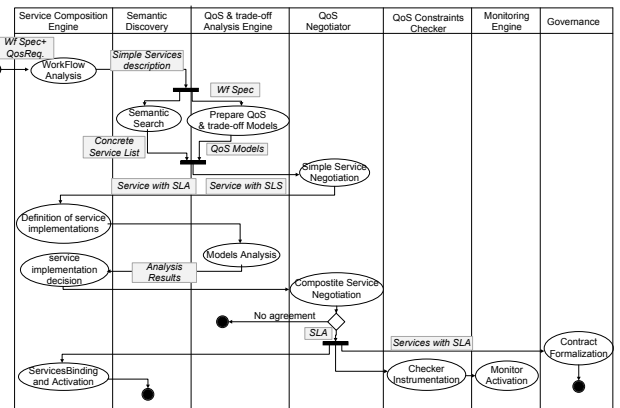 Service Composition
Engine
Semantic
Discovery
QoS & trade-off
Analysis Engine
QoS
Negotiator
QoS Constraints
Checker
Monitoring
Engine
Governance
Wf Spec+
QosReq.
WorkFlow
Analysis
Simple Services
description
Wf Spec
Semantic
Search
Prepare QoS
& trade-off Models
Concrete
Service List
QoS Models
Simple Service
Negotiation
Service with SLA
Service with SLS
Definition of service
implementations
Models Analysis
service
implementation
decision
Analysis
Results
Compostite Service
Negotiation
No agreement
SLA
Services with SLA
Contract
Formalization
ServicesBinding
and Activation
Checker
Instrumentation
Monitor
Activation